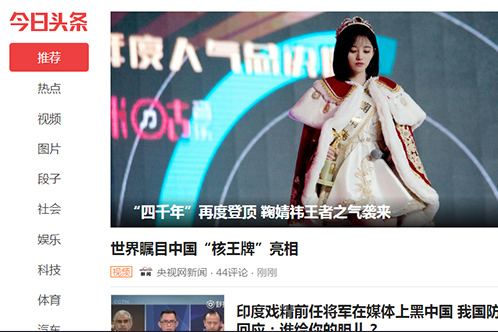 今日头条
推荐
热点
视频
图片
段子
社会
娱乐
科技
体育
汽车
年度人气总决
“四千年”再度登顶 鞠婧祎王者之气袭来
世界瞩目中国“核王牌”亮相
视频 央视网新闻 · 44评论 · 刚刚
印度戏精前任将军在媒体上黑中国 我国防
回应：谁给你的胆儿？